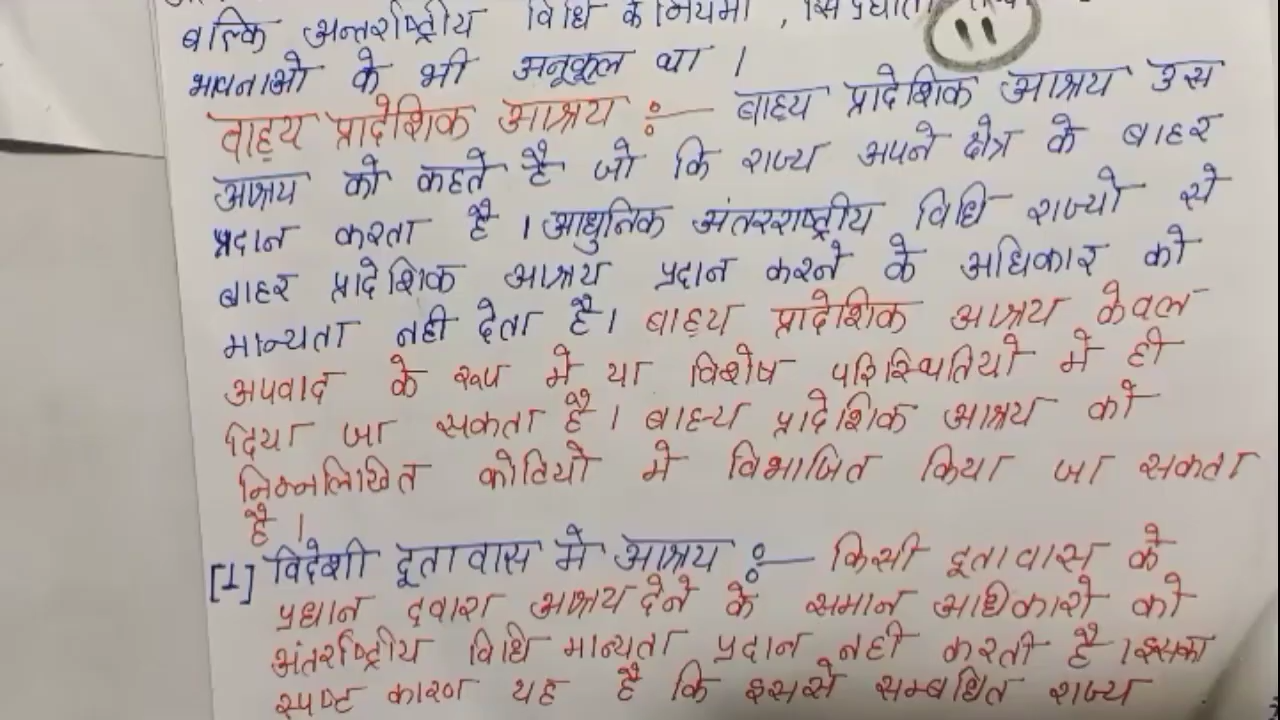 बल्कि अन्तर्राष्ट्रीय विधि के नियमो, सिद्धांतो
11
भावनाओ के भी अनुकूल था ।
वाह्य प्रादेशिक आश्रय :— बाह्य प्रादेशिक आश्रय उस
आश्रय को कहते है जो कि राज्य अपने क्षेत्र के बाहर
प्रदान करता है । आधुनिक अंतरराष्ट्रीय विधि राज्यो से
बाहर प्रादेशिक आश्रय प्रदान करने के अधिकार को
मान्यता नही देता है। बाह्य प्रादेशिक आश्रय केवल
अपवाद के रूप मे या विशेष परिस्थितियो मे ही
दिया जा सकता है । बाह्य प्रादेशिक आश्रय को
निम्नलिखित कोटियो मे विभाजित किया जा सकता
है ।
[1] विदेशी दूतावास मे आश्रय :— किसी दूतावास के
प्रधान दवारा आश्रय देने के समान अधिकारो को
अंतर्राष्ट्रीय विधि मान्यता प्रदान नही करती है । इसका
स्पष्ट कारण यह है कि इससे सम्बधित राज्य